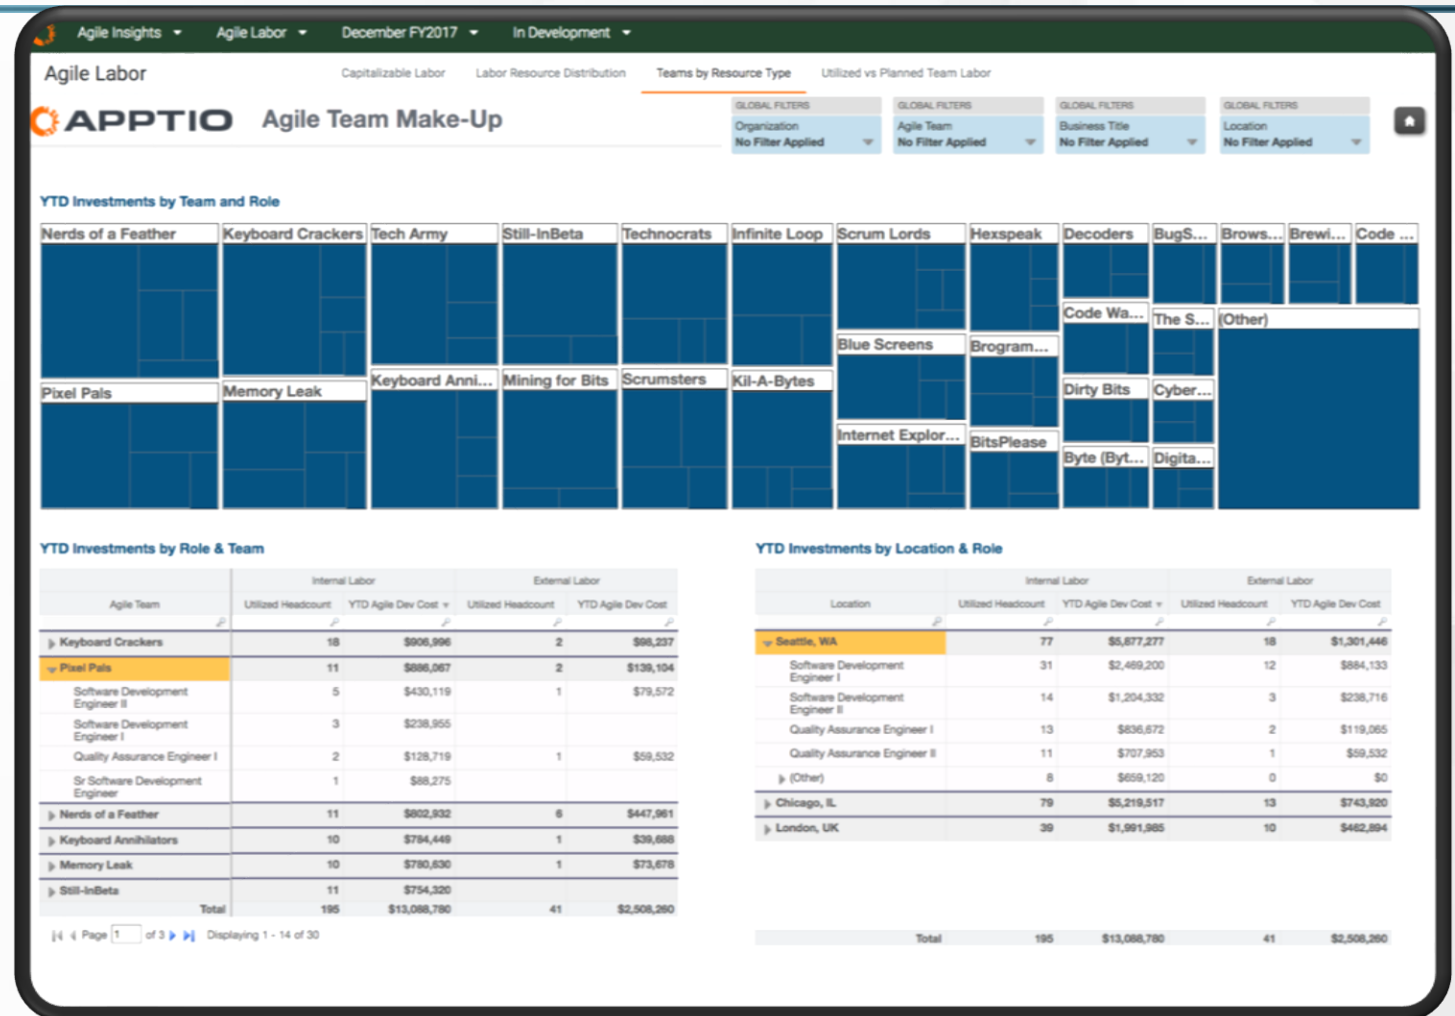 Agile Insights Agile Labor December FY2017 In Development
Agile Labor Capitalizable Labor Labor Resource Distribution Teams by Resource Type Utilized vs Planned Team Labor
APPTIO Agile Team Make-Up
GLOBAL FILTERS GLOBAL FILTERS GLOBAL FILTERS GLOBAL FILTERS
Organization Agile Team Business Title Location
No Filter Applied No Filter Applied No Filter Applied No Filter Applied
YTD Investments by Team and Role
Nerds of a Feather Keyboard Crackers Tech Army Still-InBeta Technocrats Infinite Loop Scrum Lords Hexspeak Decoders BugS... Brows... Brewi... Code ...
Code Wa... The S... (Other)
Blue Screens Brogram...
Pixel Pals Memory Leak Keyboard Anni... Mining for Bits Scrumsters Kil-A-Bytes Dirty Bits Cyber...
Internet Explor... BitsPlease Byte (Byt... Digita...
YTD Investments by Role & Team
Internal Labor External Labor
Agile Team Utilized Headcount YTD Agile Dev Cost Utilized Headcount YTD Agile Dev Cost
Keyboard Crackers 18 $906,996 2 $98,237
Pixel Pals 11 $886,067 2 $139,104
Software Development 5 $430,119 1 $79,572
Engineer II
Software Development 3 $238,955
Engineer I
Quality Assurance Engineer I 2 $128,719 1 $59,532
Sr Software Development 1 $88,275
Engineer
Nerds of a Feather 11 $802,932 6 $447,961
Keyboard Annihilators 10 $784,449 1 $39,688
Memory Leak 10 $780,630 1 $73,678
Still-InBeta 11 $754,320
Total 195 $13,088,780 41 $2,508,260
Page 1 of 3 Displaying 1 - 14 of 30
YTD Investments by Location & Role
Internal Labor External Labor
Location Utilized Headcount YTD Agile Dev Cost Utilized Headcount YTD Agile Dev Cost
Seattle, WA 77 $5,877,277 18 $1,301,446
Software Development 31 $2,469,200 12 $884,133
Engineer I
Software Development 14 $1,204,332 3 $238,716
Engineer II
Quality Assurance Engineer I 13 $836,672 2 $119,065
Quality Assurance Engineer II 11 $707,953 1 $59,532
(Other) 8 $659,120 0 $0
Chicago, IL 79 $5,219,517 13 $743,920
London, UK 39 $1,991,985 10 $462,894
Total 195 $13,088,780 41 $2,508,260